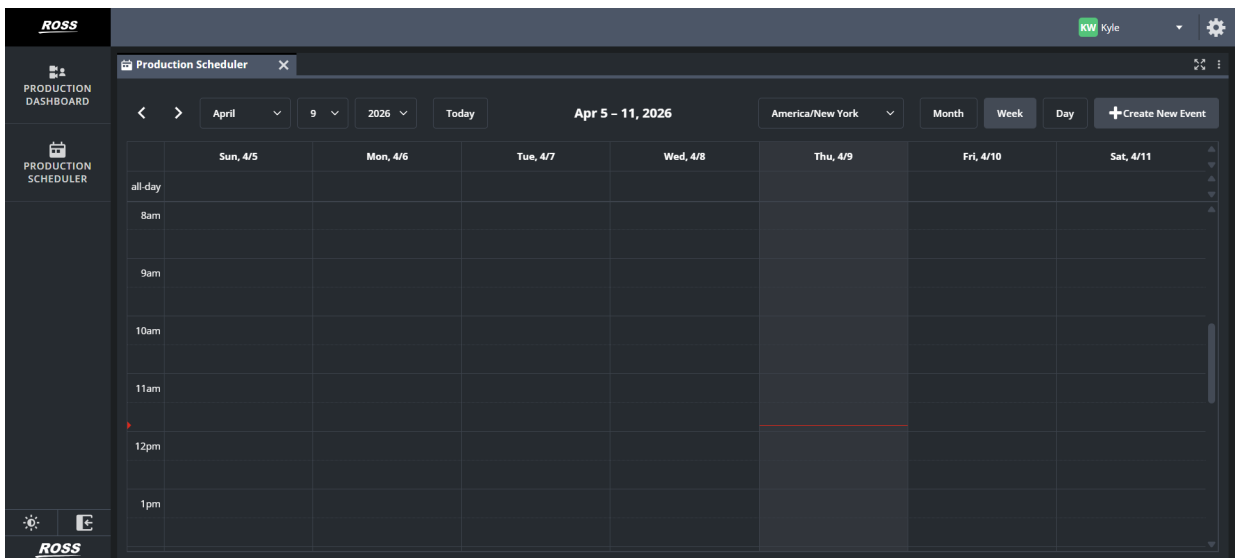 ROSS
KW Kyle
PRODUCTION
DASHBOARD
PRODUCTION
SCHEDULER
Production Scheduler
April 9 2026 Today Apr 5 – 11, 2026 America/New York Month Week Day +Create New Event
Sun, 4/5 Mon, 4/6 Tue, 4/7 Wed, 4/8 Thu, 4/9 Fri, 4/10 Sat, 4/11
all-day
8am
9am
10am
11am
12pm
1pm
ROSS